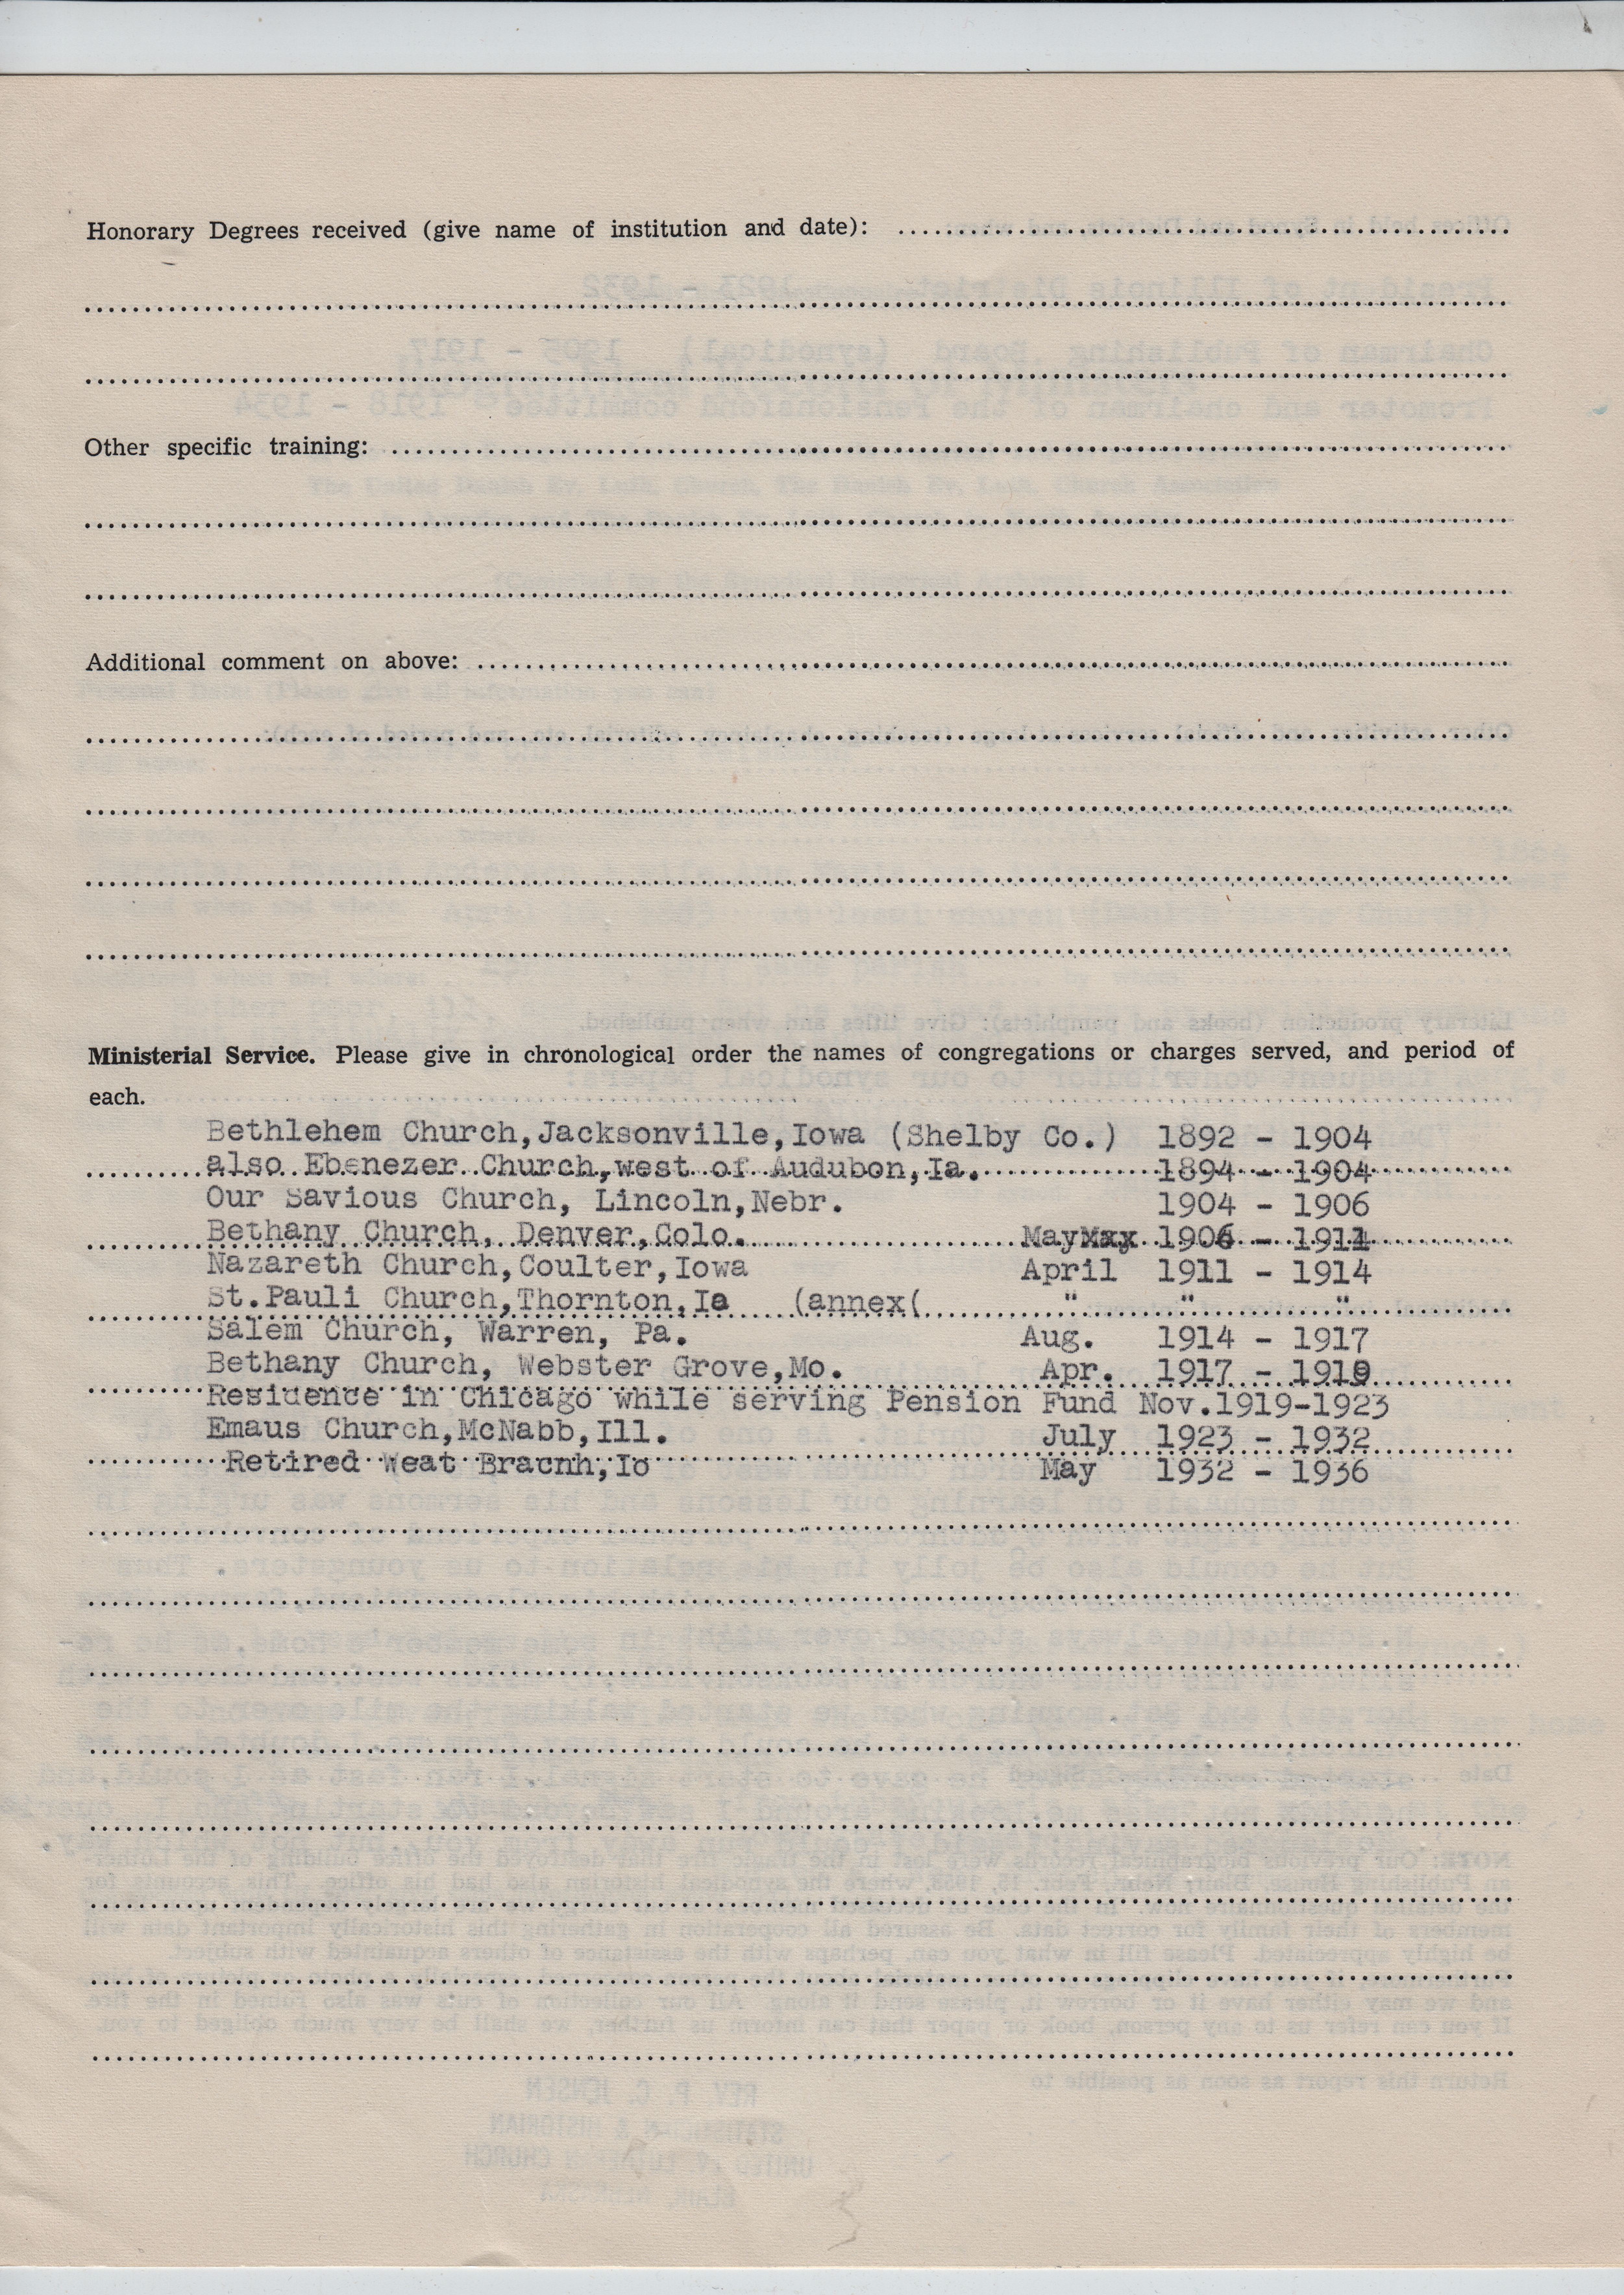 Honorary Degrees received (give name of institution and date):
Other specific training:
Additional comment on above:
Ministerial Service. Please give in chronological order the names of congregations or charges served, and period of
each.
Bethlehem Church,Jacksonville,Iowa (Shelby Co.) 1892 - 1904
also Ebenezer Church,west of Audubon,Ia. 1894 - 1904
Our Savious Church, Lincoln,Nebr. 1904 - 1906
Bethany Church, Denver,Colo. May 1906 - 1911
Nazareth Church,Coulter,Iowa April 1911 - 1914
St.Pauli Church,Thornton,Ia (annex( " " "
Salem Church, Warren, Pa. Aug. 1914 - 1917
Bethany Church, Webster Grove,Mo. Apr. 1917 - 1919
Residence in Chicago while serving Pension Fund Nov.1919-1923
Emaus Church,McNabb,Ill. July 1923 - 1932
Retired Weat Bracnh,Io May 1932 - 1936